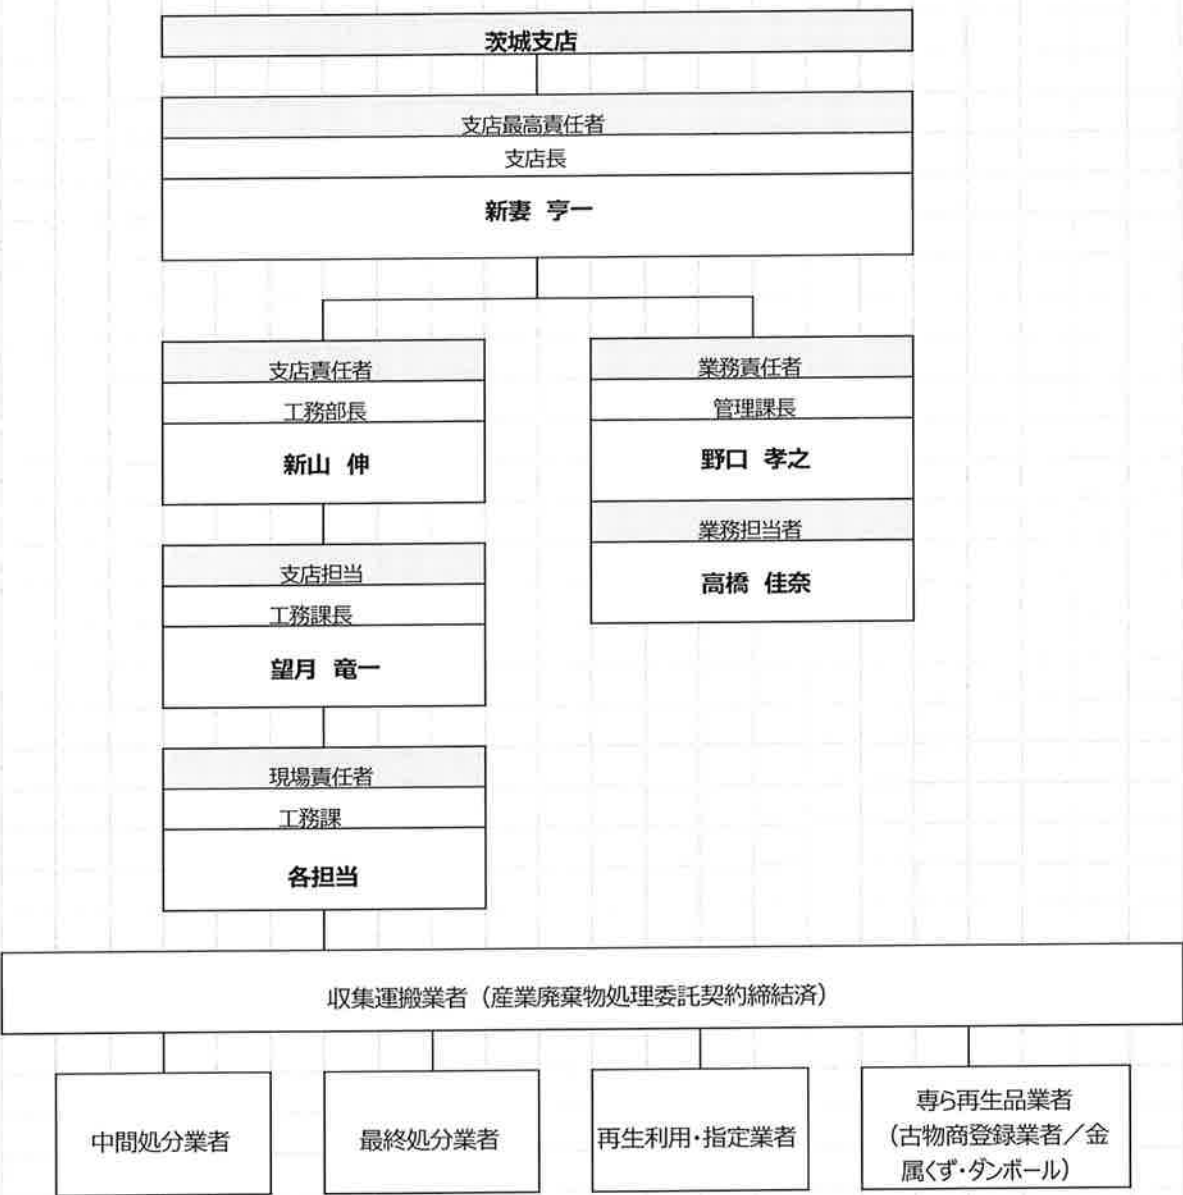 茨城支店
支店最高責任者
支店長
新妻 亨一
支店責任者
工務部長
新山 伸
業務責任者
管理課長
野口 孝之
業務担当者
高橋 佳奈
支店担当
工務課長
望月 竜一
現場責任者
工務課
各担当
収集運搬業者（産業廃棄物処理委託契約締結済）
中間処分業者
最終処分業者
再生利用・指定業者
専ら再生品業者
（古物商登録業者／金
属くず・ダンボール）